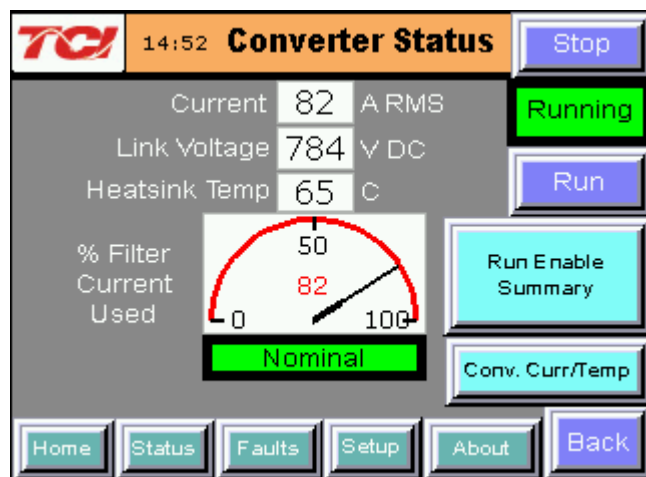 TCI 14:52 Converter Status Stop
Current 82 A RMS Running
Link Voltage 784 V DC
Heatsink Temp 65 C Run
% Filter Current Used
50
82
0 100
Nominal
Run Enable
Summary
Conv. Curr/Temp
Home Status Faults Setup About Back